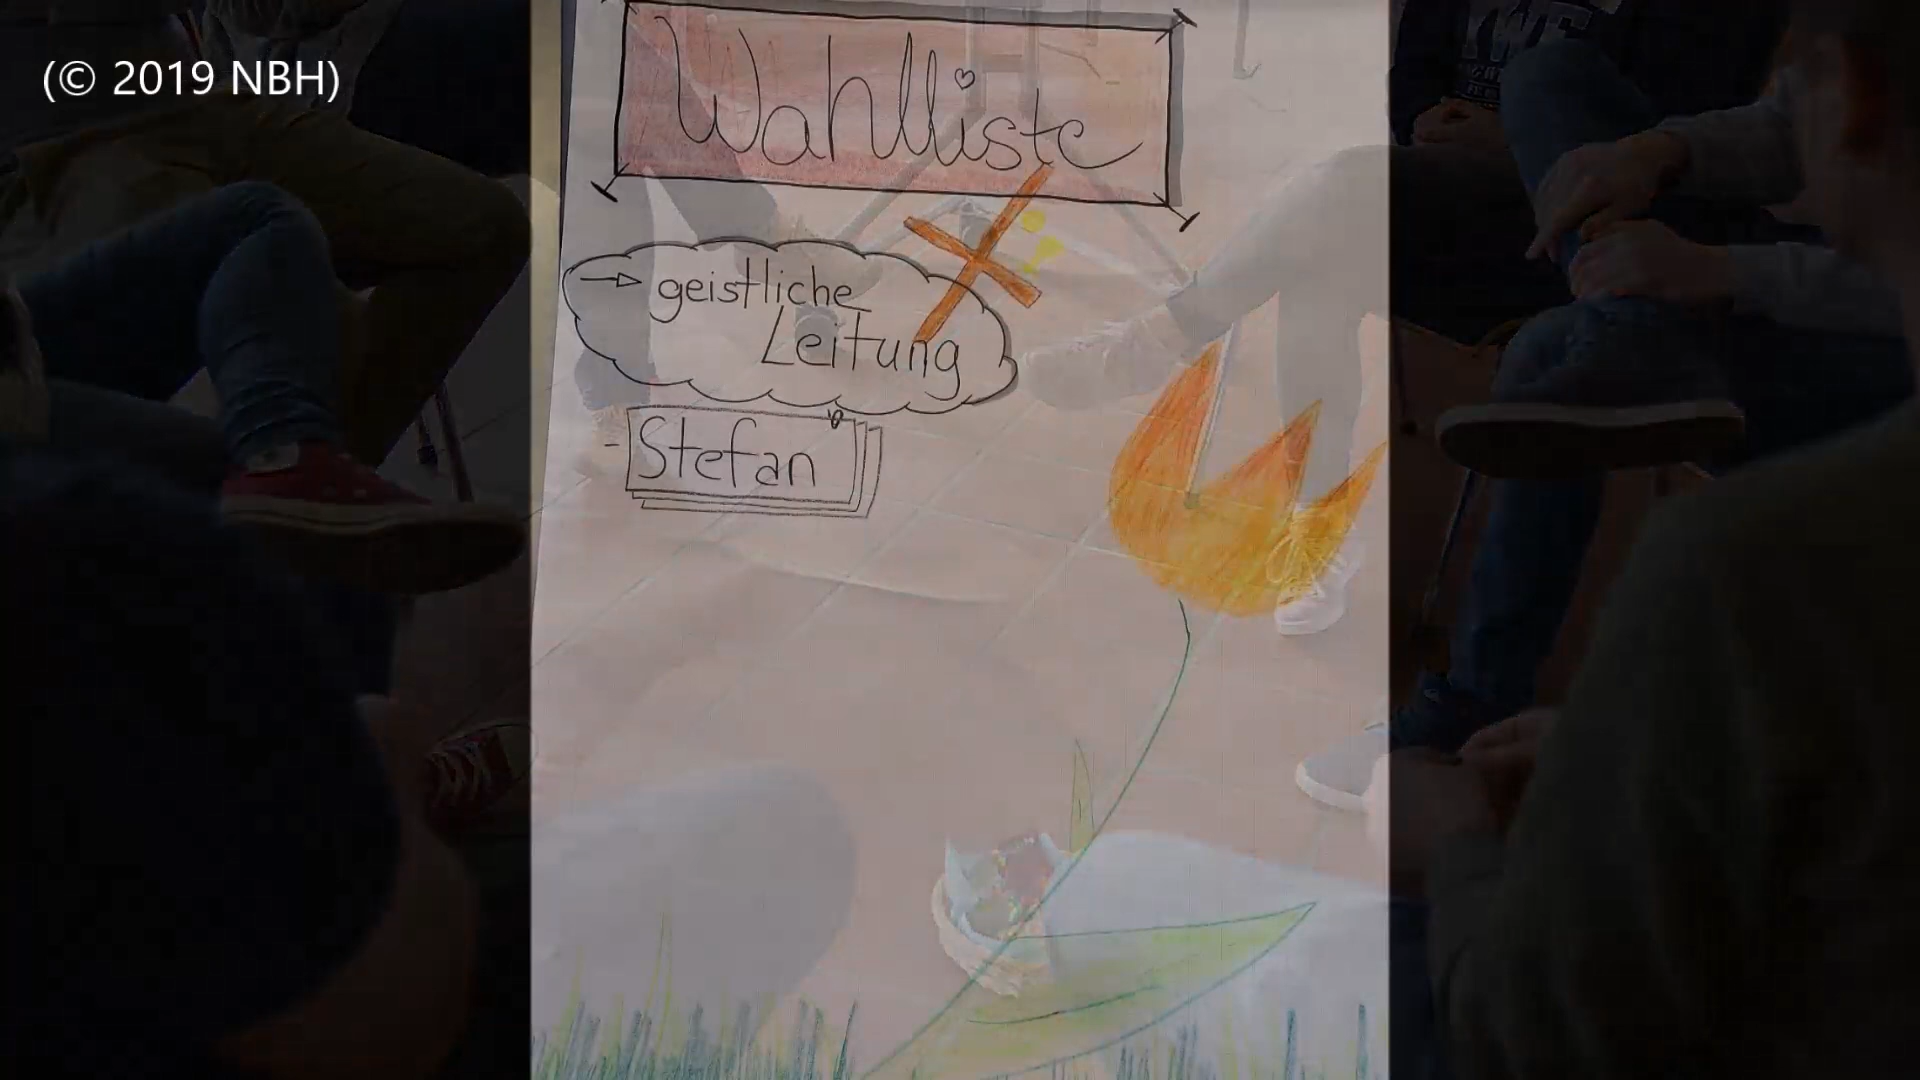 (© 2019 NBH)
Wahlliste
geistliche
Leitung
- Stefan